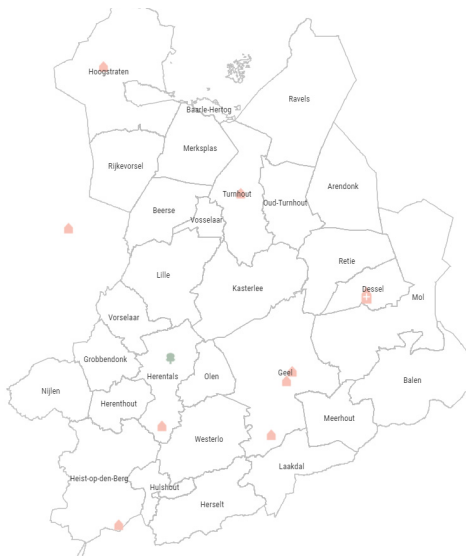 Hoogstraten
Ravels
Baarle-Hertog
Merksplas
Rijkevorsel
Arendonk
Turnhout
Oud-Turnhout
Beerse
Vosselaar
Retie
Lille
Kasterlee
Dessel
Mol
Vorselaar
Grobbendonk
Geel
Herentals
Olen
Balen
Nijlen
Herenthout
Meerhout
Westerlo
Laakdal
Heist-op-den-Berg
Hulshout
Herselt